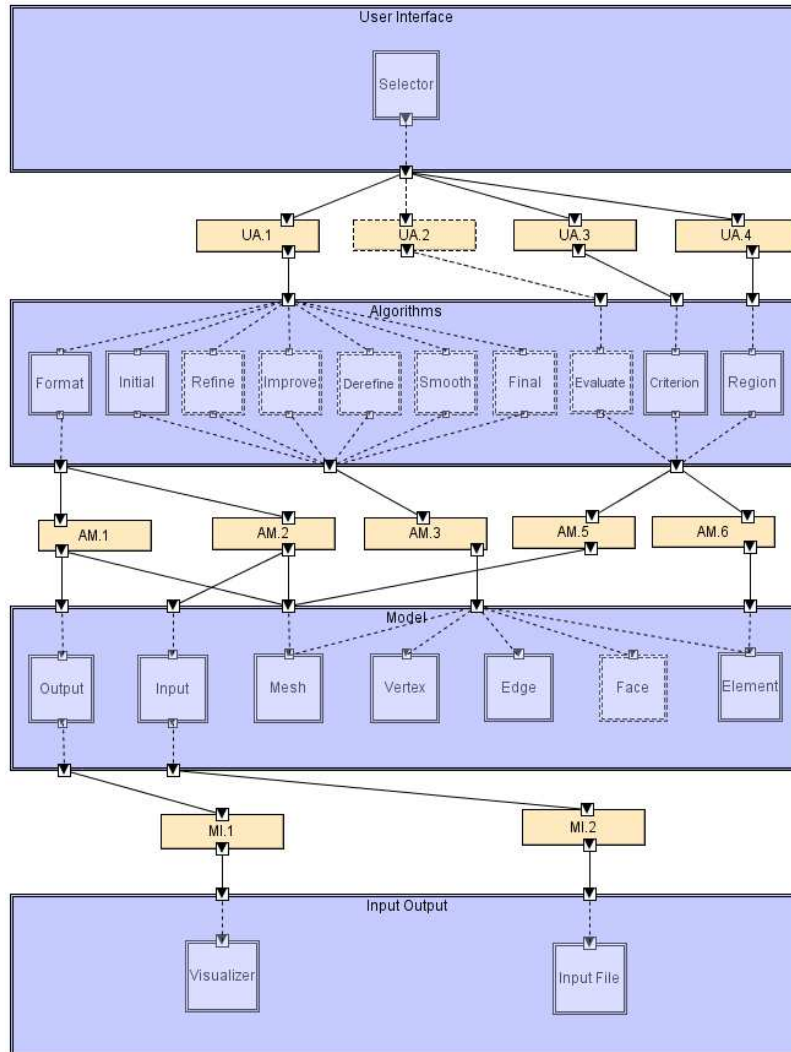 User Interface
Selector
UA.1
UA.2
UA.3
UA.4
Algorithms
Format
Initial
Refine
Improve
Derefine
Smooth
Final
Evaluate
Criterion
Region
AM.1
AM.2
AM.3
AM.5
AM.6
Model
Output
Input
Mesh
Vertex
Edge
Face
Element
MI.1
MI.2
Input Output
Visualizer
Input File